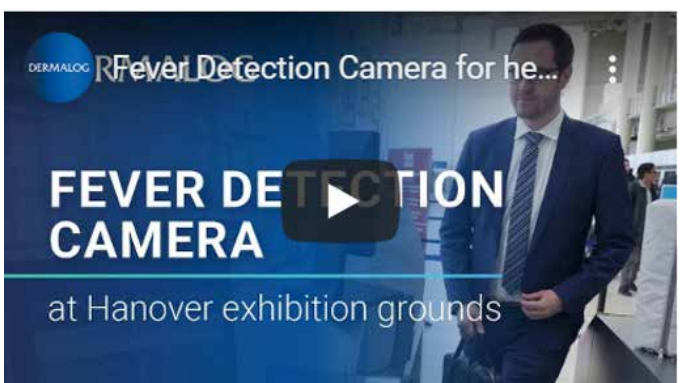 DERMALOG
Fever Detection Camera for he...
FEVER DETECTION
CAMERA
at Hanover exhibition grounds